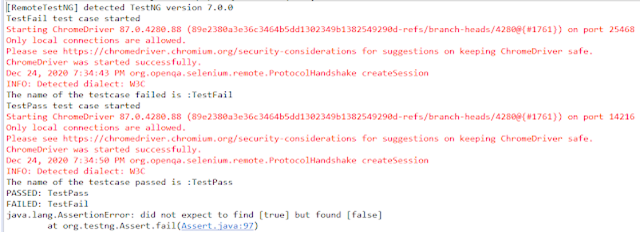 [RemoteTestNG] detected TestNG version 7.0.0
TestFail test case started
Starting ChromeDriver 87.0.4280.88 (89e2380a3e36c3464b5dd1302349b1382549290d-refs/branch-heads/4280@{#1761}) on port 25468
Only local connections are allowed.
Please see https://chromedriver.chromium.org/security-considerations for suggestions on keeping ChromeDriver safe.
ChromeDriver was started successfully.
Dec 24, 2020 7:34:43 PM org.openqa.selenium.remote.ProtocolHandshake createSession
INFO: Detected dialect: W3C
The name of the testcase failed is :TestFail
TestPass test case started
Starting ChromeDriver 87.0.4280.88 (89e2380a3e36c3464b5dd1302349b1382549290d-refs/branch-heads/4280@{#1761}) on port 14216
Only local connections are allowed.
Please see https://chromedriver.chromium.org/security-considerations for suggestions on keeping ChromeDriver safe.
ChromeDriver was started successfully.
Dec 24, 2020 7:34:50 PM org.openqa.selenium.remote.ProtocolHandshake createSession
INFO: Detected dialect: W3C
The name of the testcase passed is :TestPass
PASSED: TestPass
FAILED: TestFail
java.lang.AssertionError: did not expect to find [true] but found [false]
at org.testng.Assert.fail(Assert.java:97)